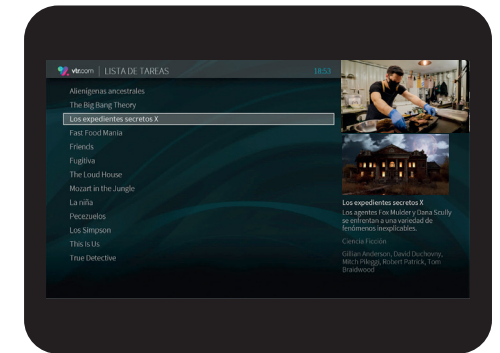 vtr.com | LISTA DE TAREAS 18:53
Alienígenas ancestrales
The Big Bang Theory
Los expedientes secretos X
Fast Food Mania
Friends
Fugitiva
The Loud House
Mozart in the Jungle
La niña
Pecezuelos
Los Simpson
This Is Us
True Detective
Los expedientes secretos X
Los agentes Fox Mulder y Dana Scully
se enfrentan a una variedad de
fenómenos inexplicables.
Ciencia Ficción
Gillian Anderson, David Duchovny,
Mitch Pileggi, Robert Patrick, Tom
Braidwood